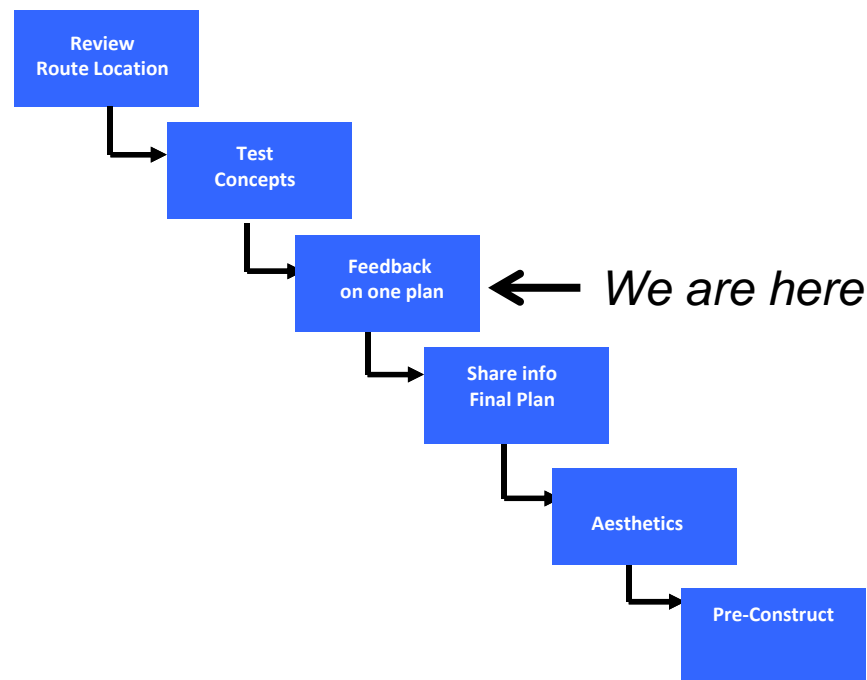 Review
Route Location
Test
Concepts
Feedback
on one plan
We are here
Share info
Final Plan
Aesthetics
Pre-Construct